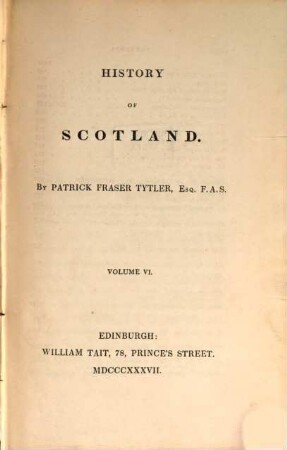 HISTORY
OF
SCOTLAND.
BY PATRICK FRASER TYTLER, ESQ. F.A.S.
VOLUME VI.
EDINBURGH:
WILLIAM TAIT, 78, PRINCE'S STREET.
MDCCCXXXVII.